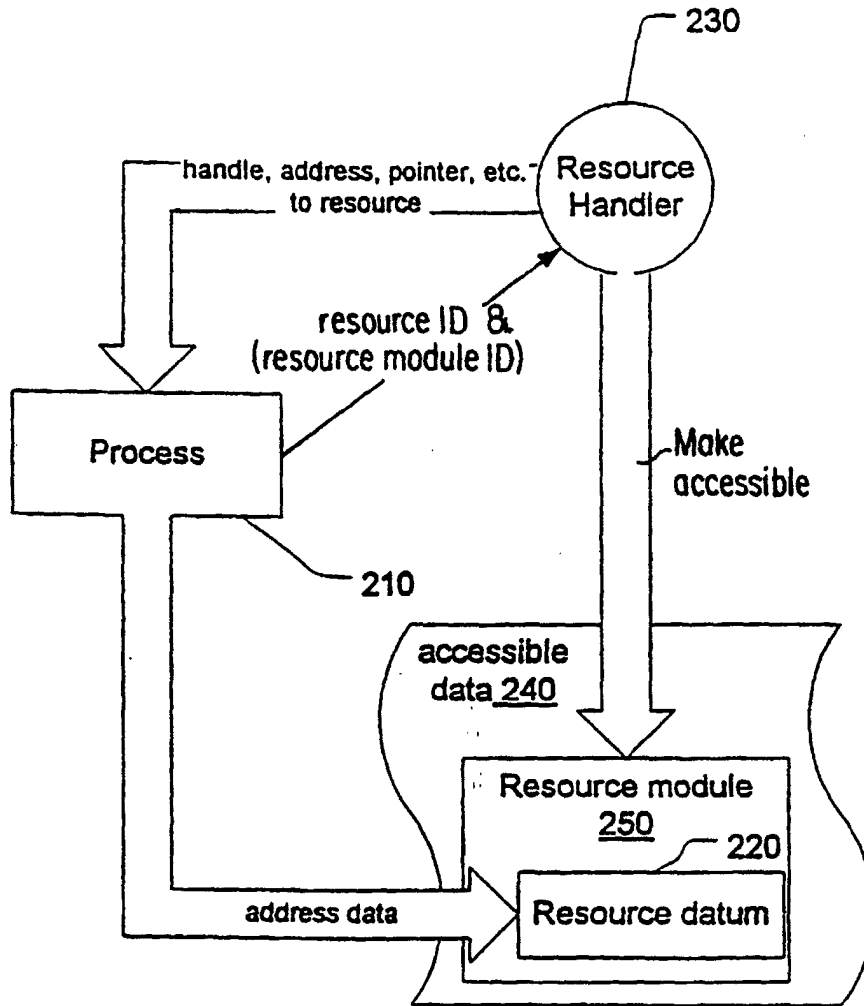 230
Resource
Handler
handle, address, pointer, etc.
to resource
resource ID &
(resource module ID)
Process
210
Make
accessible
accessible
data 240
Resource module
250
220
Resource datum
address data